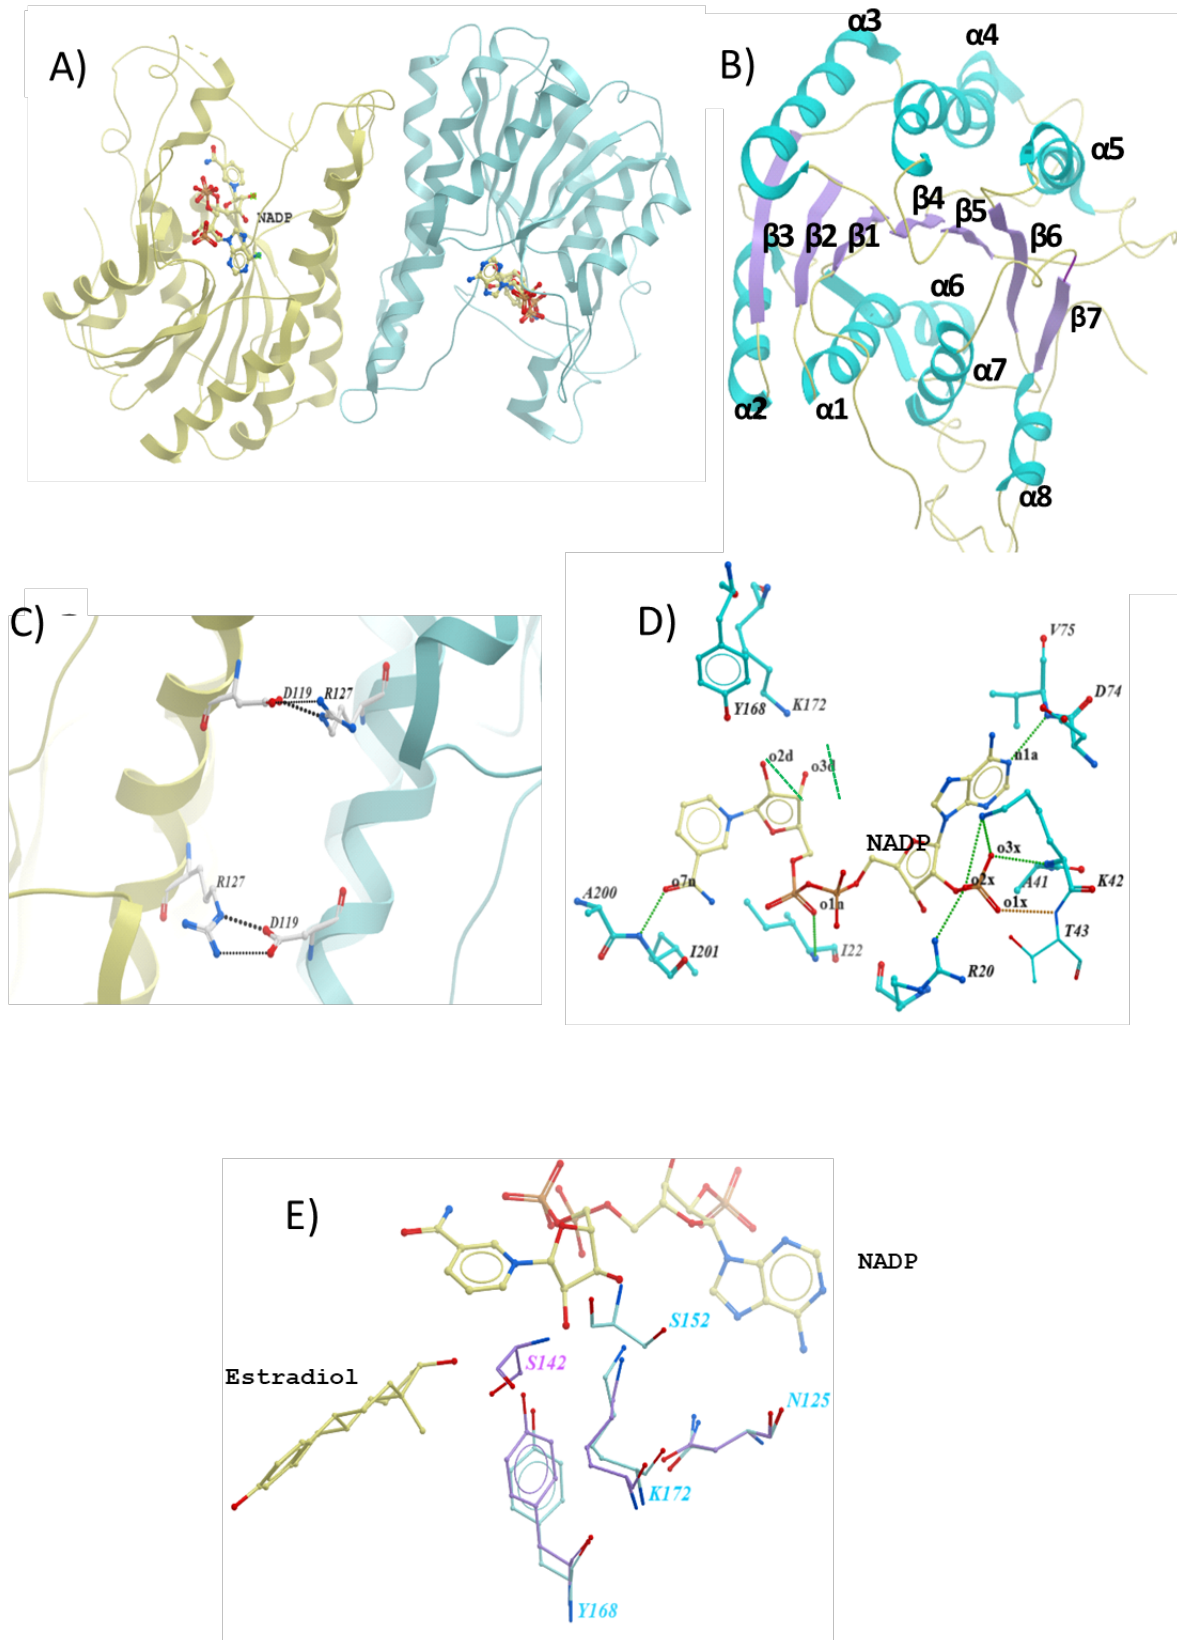 A)
NADP
B)
α3
α4
α5
β4
β5
β3
β2
β1
β6
α6
β7
α7
α2
α1
α8
C)
D119
R127
R127
D119
D)
V75
D74
K172
Y168
o2d
o3d
n1a
NADP
o3x
o7n
A200
o2x
A41
K42
o1n
o1x
T43
I201
I22
R20
E)
NADP
S152
S142
Estradiol
N125
K172
Y168